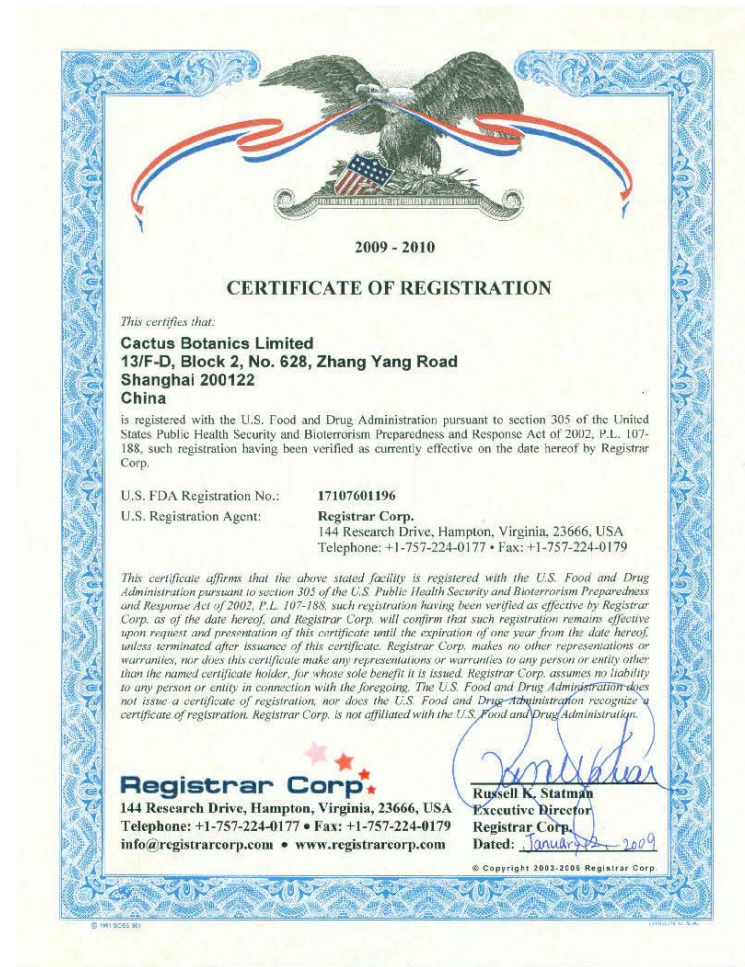 2009 - 2010
CERTIFICATE OF REGISTRATION
This certifies that:
Cactus Botanics Limited
13/F-D, Block 2, No. 628, Zhang Yang Road
Shanghai 200122
China
is registered with the U.S. Food and Drug Administration pursuant to section 305 of the United
States Public Health Security and Bioterrorism Preparedness and Response Act of 2002, P.L. 107-
188, such registration having been verified as currently effective on the date hereof by Registrar
Corp.
U.S. FDA Registration No.: 17107601196
U.S. Registration Agent: Registrar Corp.
144 Research Drive, Hampton, Virginia, 23666, USA
Telephone: +1-757-224-0177 • Fax: +1-757-224-0179
This certificate affirms that the above stated facility is registered with the U.S. Food and Drug
Administration pursuant to section 305 of the U.S. Public Health Security and Bioterrorism Preparedness
and Response Act of 2002, P.L. 107-188, such registration having been verified as effective by Registrar
Corp. as of the date hereof, and Registrar Corp. will confirm that such registration remains effective
upon request and presentation of this certificate until the expiration of one year from the date hereof,
unless terminated after issuance of this certificate. Registrar Corp. makes no other representations or
warranties, nor does this certificate make any representations or warranties to any person or entity other
than the named certificate holder, for whose sole benefit it is issued. Registrar Corp. assumes no liability
to any person or entity in connection with the foregoing. The U.S. Food and Drug Administration does
not issue a certificate of registration, nor does the U.S. Food and Drug Administration recognize a
certificate of registration. Registrar Corp. is not affiliated with the U.S. Food and Drug Administration.
Registrar Corp.
144 Research Drive, Hampton, Virginia, 23666, USA
Telephone: +1-757-224-0177 • Fax: +1-757-224-0179
info@registrarcorp.com • www.registrarcorp.com
Russell K. Statman
Executive Director
Registrar Corp.
Dated: January 2009
© Copyright 2003-2009 Registrar Corp